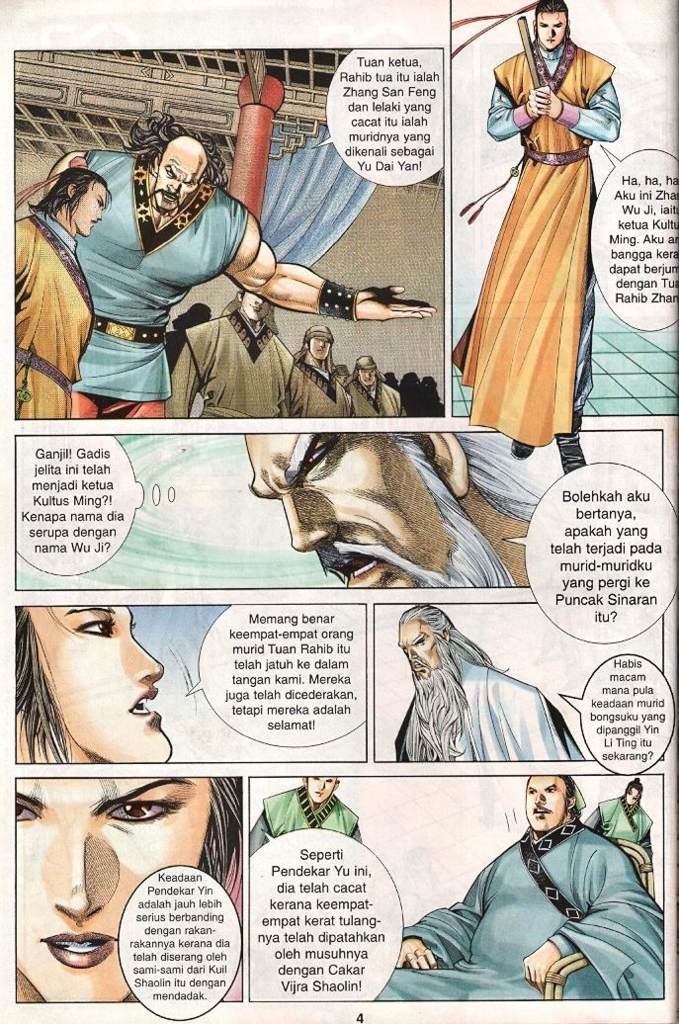 Tuan ketua,
Rahib tua itu ialah
Zhang San Feng
dan lelaki yang
cacat itu ialah
muridnya yang
dikenali sebagai
Yu Dai Yan!
Ha, ha, ha
Aku ini Zha
Wu Ji, iait
ketua Kultu
Ming. Aku a
bangga kera
dapat berjum
dengan Tua
Rahib Zhan
Ganjil! Gadis
jelita ini telah
menjadi ketua
Kultus Ming?!
Kenapa nama dia
serupa dengan
nama Wu Ji?
Bolehkah aku
bertanya,
apakah yang
telah terjadi pada
murid-muridku
yang pergi ke
Puncak Sinaran
itu?
Memang benar
keempat-empat orang
murid Tuan Rahib itu
telah jatuh ke dalam
tangan kami. Mereka
juga telah dicederakan,
tetapi mereka adalah
selamat!
Habis
macam
mana pula
keadaan murid
bongsuku yang
dipanggil Yin
Li Ting itu
sekarang?
Keadaan
Pendekar Yin
adalah jauh lebih
serius berbanding
dengan rakan-
rakannya kerana dia
telah diserang oleh
sami-sami dari Kuil
Shaolin itu dengan
mendadak.
Seperti
Pendekar Yu ini,
dia telah cacat
kerana keempat-
empat kerat tulang-
nya telah dipatahkan
oleh musuhnya
dengan Cakar
Vijra Shaolin!
4